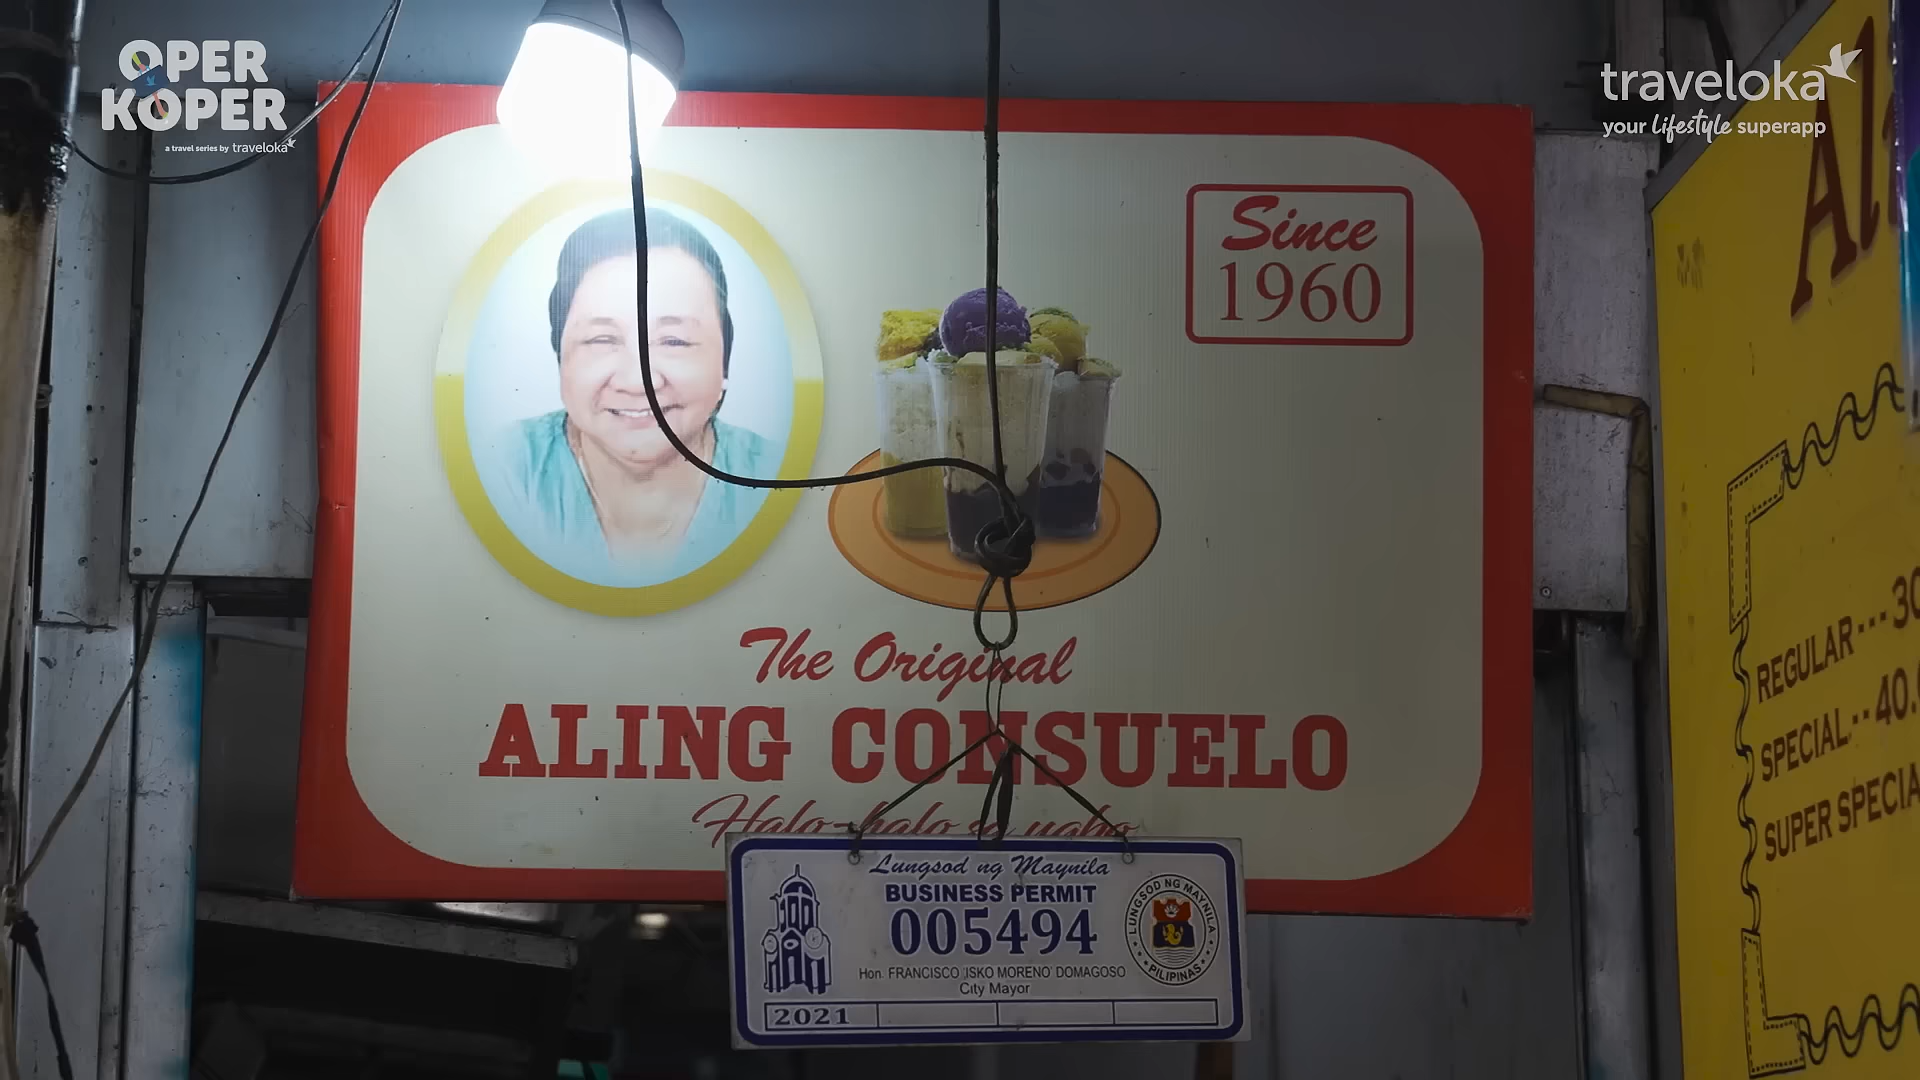 OPER
KOPER
a travel series by traveloka
traveloka
your lifestyle superapp
Since
1960
The Original
ALING CONSUELO
Halo-halo sa yabo
Lungsod ng Maynila
BUSINESS PERMIT
005494
Hon. FRANCISCO 'ISKO MORENO' DOMAGOSO
City Mayor
2021
LUNGSOD NG MAYNILA
PILIPINAS
REGULAR --- 30
SPECIAL -- 40.
SUPER SPECIA